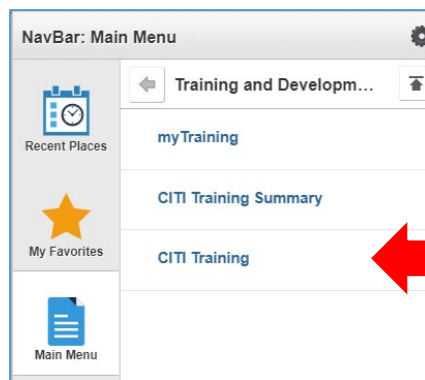 NavBar: Main Menu
Training and Developm...
Recent Places
myTraining
CITI Training Summary
My Favorites
CITI Training
Main Menu